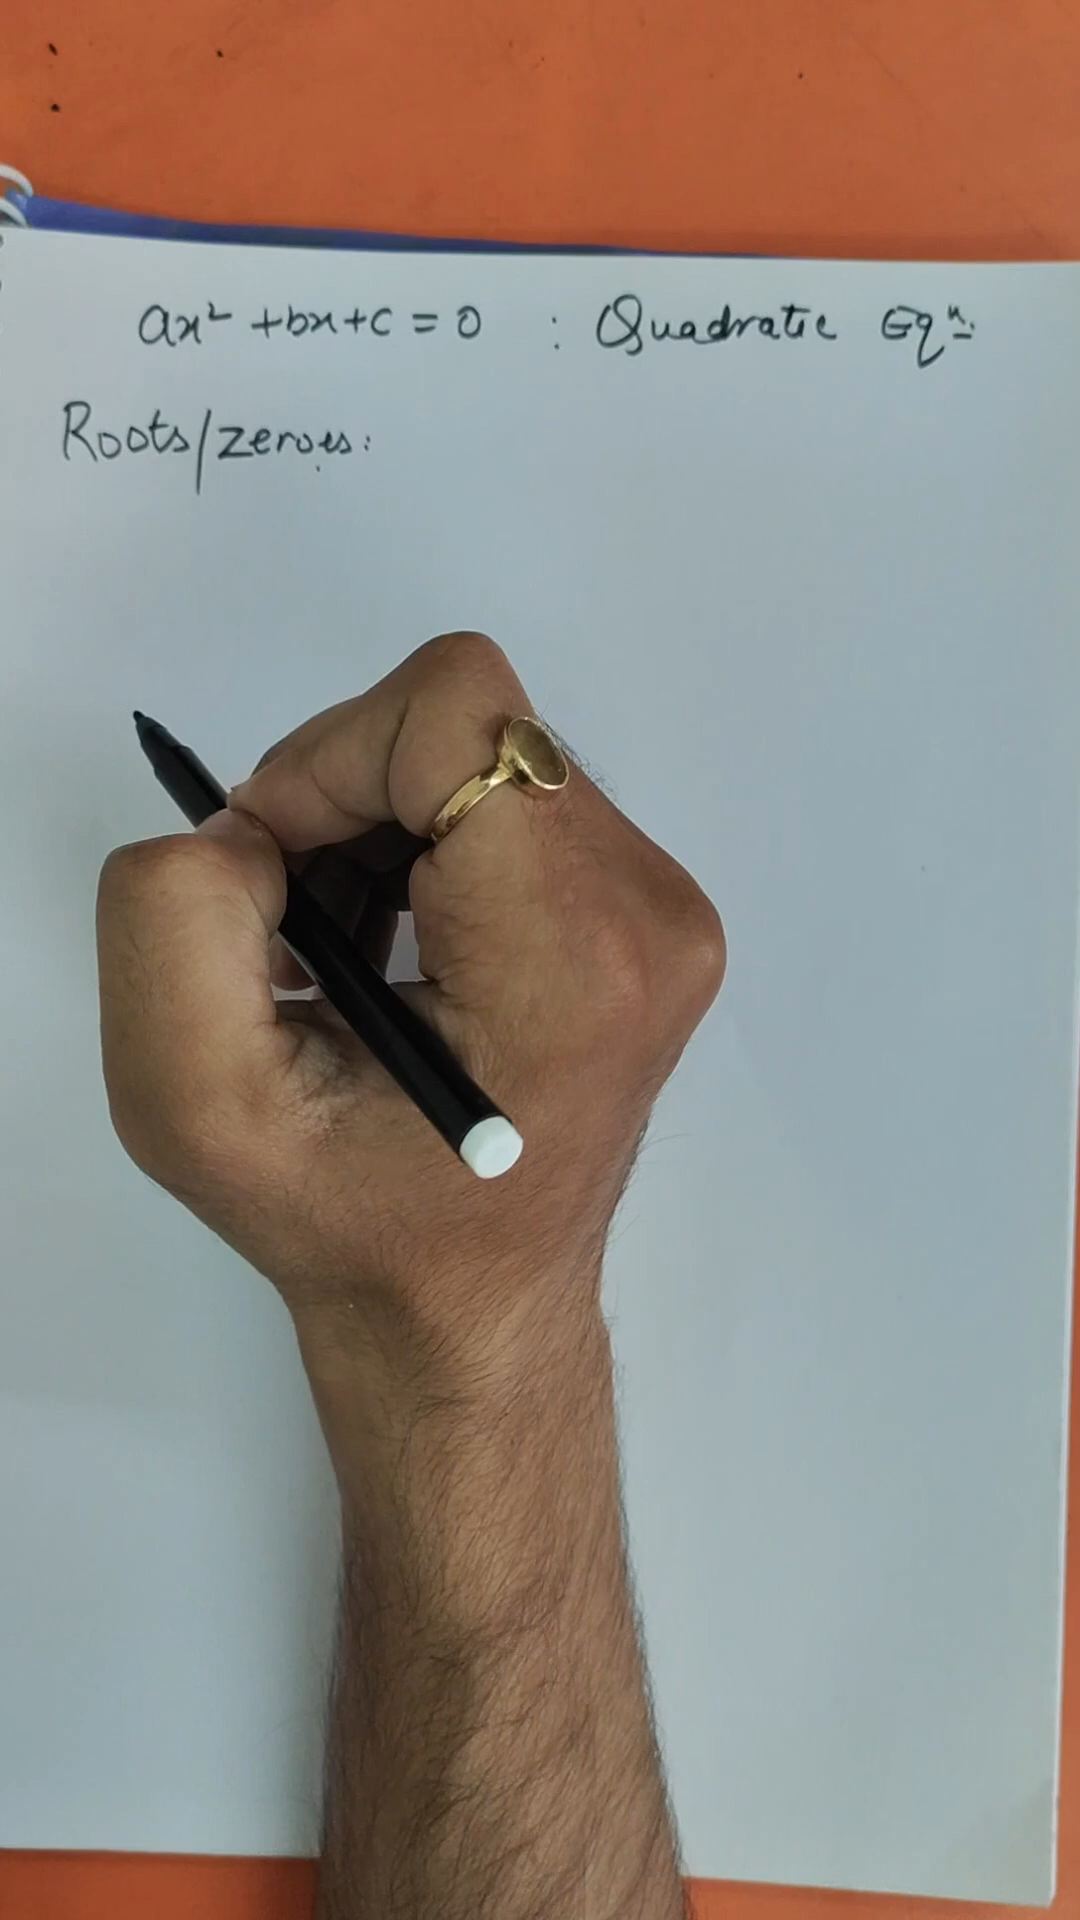 ax² +bx+c = 0 : Quadratic Eqⁿ.
Roots/zeroes: